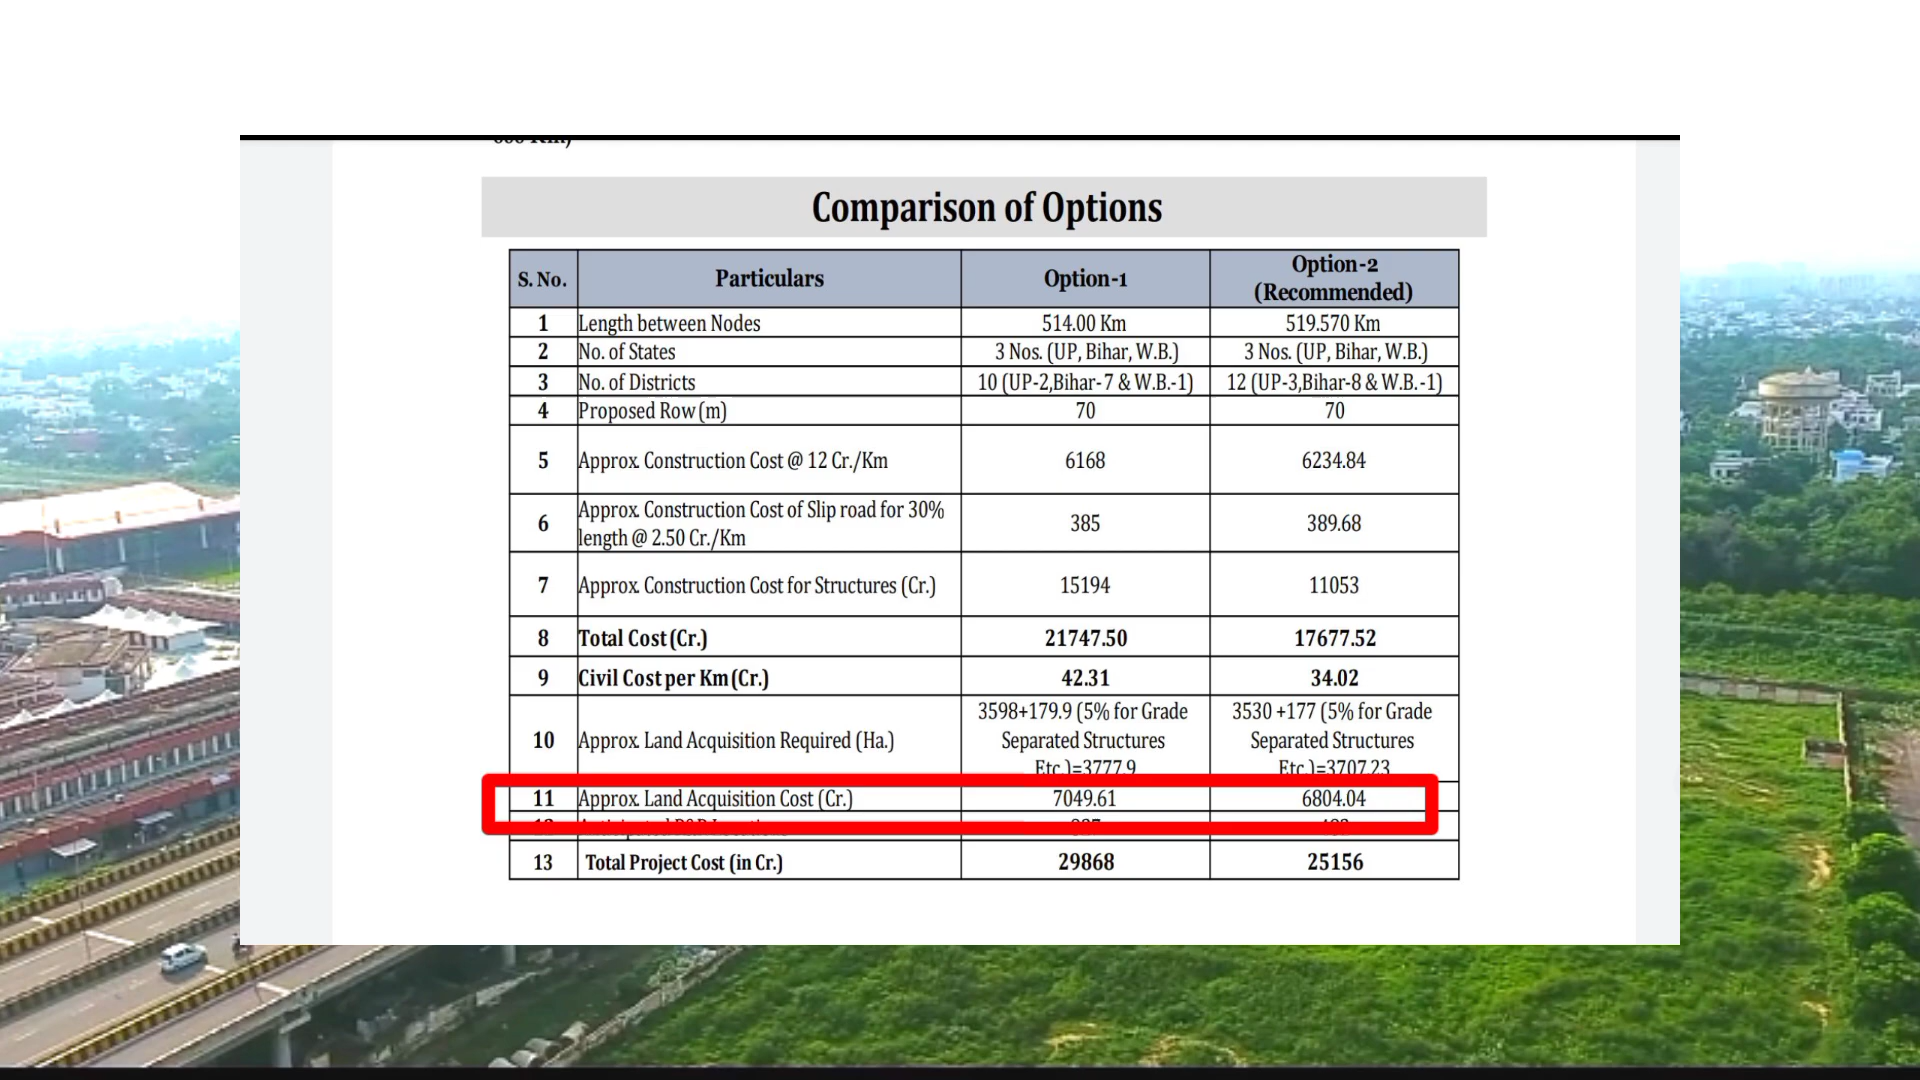 Comparison of Options
S. No. Particulars Option-1 Option-2 (Recommended)
1 Length between Nodes 514.00 Km 519.570 Km
2 No. of States 3 Nos. (UP, Bihar, W.B.) 3 Nos. (UP, Bihar, W.B.)
3 No. of Districts 10 (UP-2,Bihar-7 & W.B.-1) 12 (UP-3,Bihar-8 & W.B.-1)
4 Proposed Row (m) 70 70
5 Approx. Construction Cost @ 12 Cr./Km 6168 6234.84
6 Approx. Construction Cost of Slip road for 30%
length @ 2.50 Cr./Km 385 389.68
7 Approx. Construction Cost for Structures (Cr.) 15194 11053
8 Total Cost (Cr.) 21747.50 17677.52
9 Civil Cost per Km (Cr.) 42.31 34.02
10 Approx. Land Acquisition Required (Ha.) 3598+179.9 (5% for Grade
Separated Structures
Etc.)=3777.9
3530 +177 (5% for Grade
Separated Structures
Etc.)=3707.23
11 Approx. Land Acquisition Cost (Cr.) 7049.61 6804.04
13 Total Project Cost (in Cr.) 29868 25156